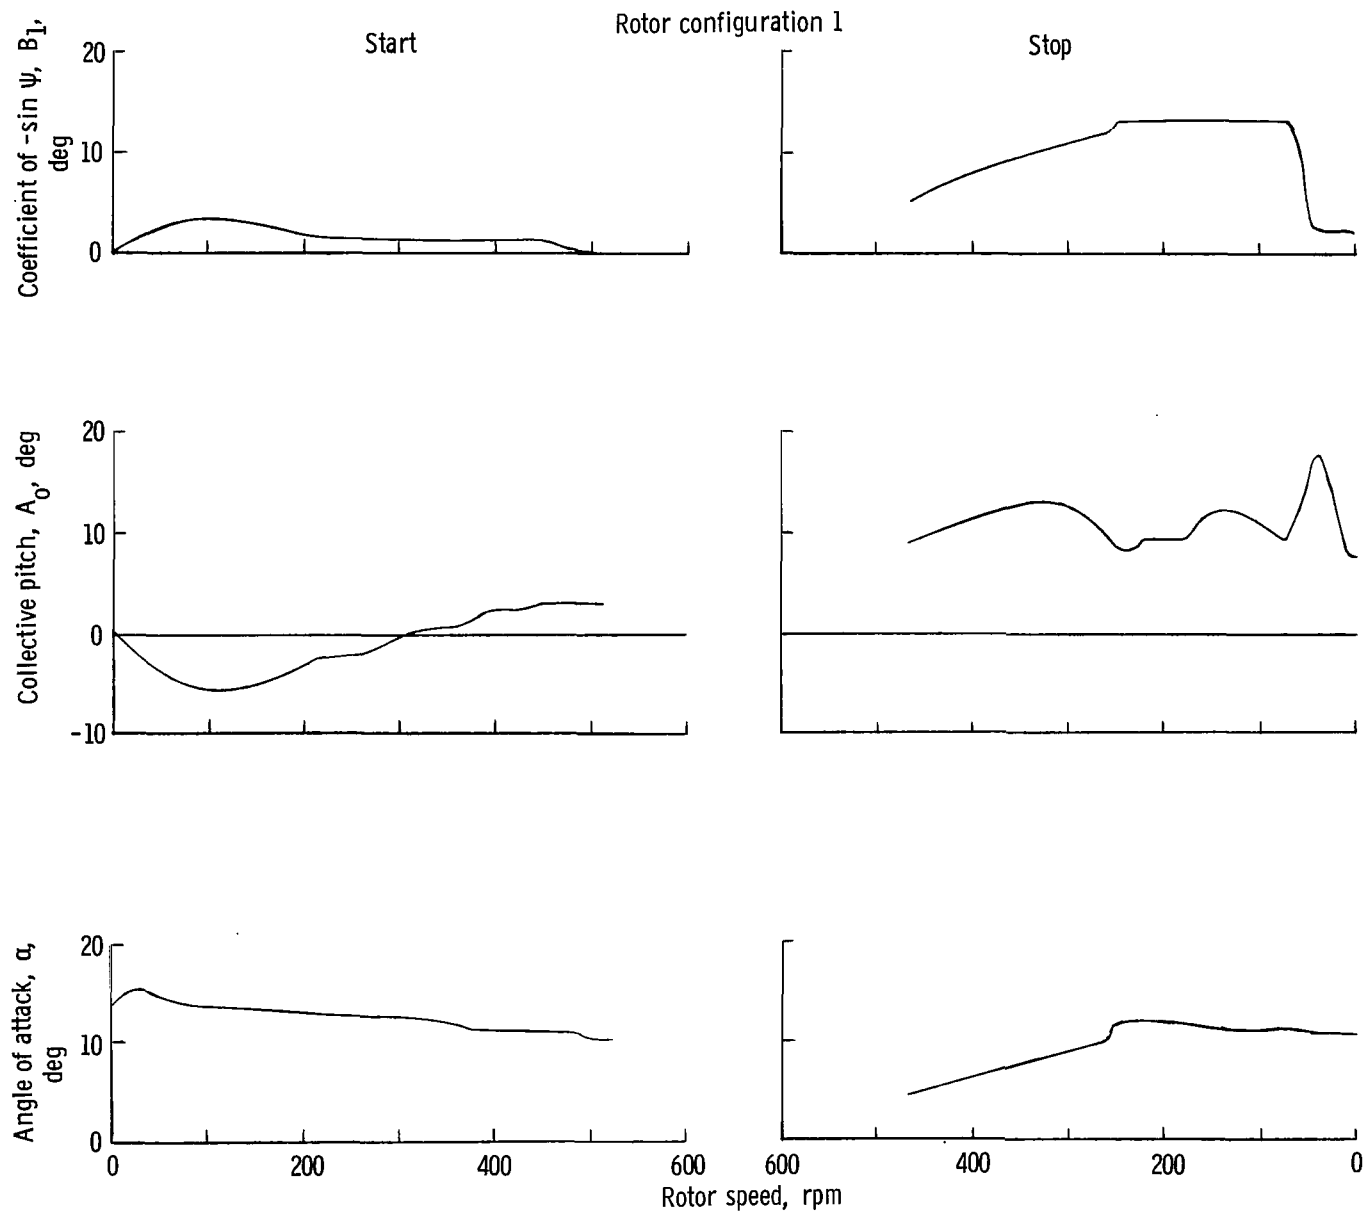 Rotor configuration 1
Start
Stop
Coefficient of -sin Ψ, B₁,
deg
20
10
0
Collective pitch, Aₒ, deg
20
10
0
-10
Angle of attack, α,
deg
20
10
0
0 200 400 600
600 400 200 0
Rotor speed, rpm